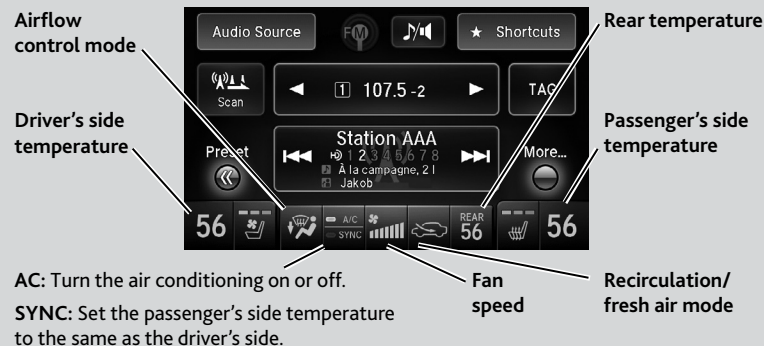 Airflow
control mode
Rear temperature
Audio Source
FM
★ Shortcuts
Scan
1 107.5 -2
TAG
Driver's side
temperature
Passenger's side
temperature
Preset
Station AAA
HD 1 2 3 4 5 6 7 8
À la campagne, 2 I
Jakob
More...
56
A/C
SYNC
REAR
56
56
AC: Turn the air conditioning on or off.
SYNC: Set the passenger's side temperature
to the same as the driver's side.
Fan
speed
Recirculation/
fresh air mode